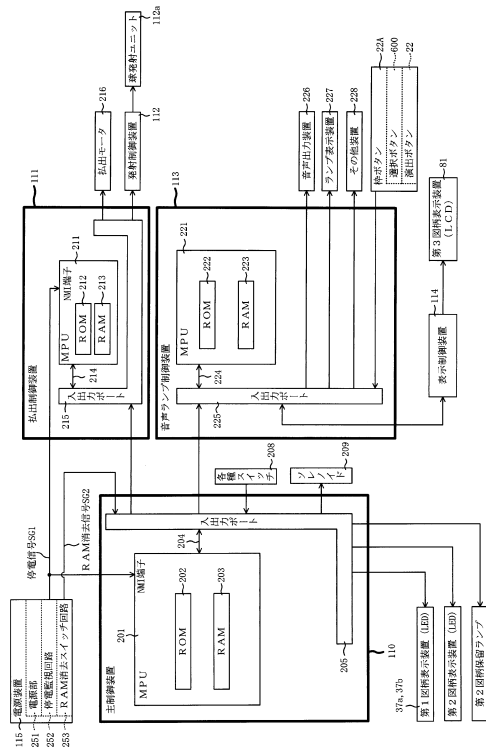 電源装置
115
電源部
251
停電監視回路
252
RAM消去スイッチ回路
253
停電信号SG1
RAM消去信号SG2
主制御装置
110
201
MPU
NMI端子
ROM
202
RAM
203
204
入出力ポート
205
各種スイッチ
208
ソレノイド
209
37a, 37b
第1図柄表示装置(LED)
第2図柄表示装置(LED)
第2図柄保留ランプ
払出制御装置
111
215
入出力ポート
214
MPU
211
NMI端子
ROM
212
RAM
213
払出モータ
216
発射制御装置
112
球発射ユニット
112a
音声ランプ制御装置
113
MPU
221
ROM
222
RAM
223
224
225
入出力ポート
音声出力装置
226
ランプ表示装置
227
その他装置
228
枠ボタン
22A
選択ボタン
600
演出ボタン
22
表示制御装置
114
第3図柄表示装置
(LCD)
81